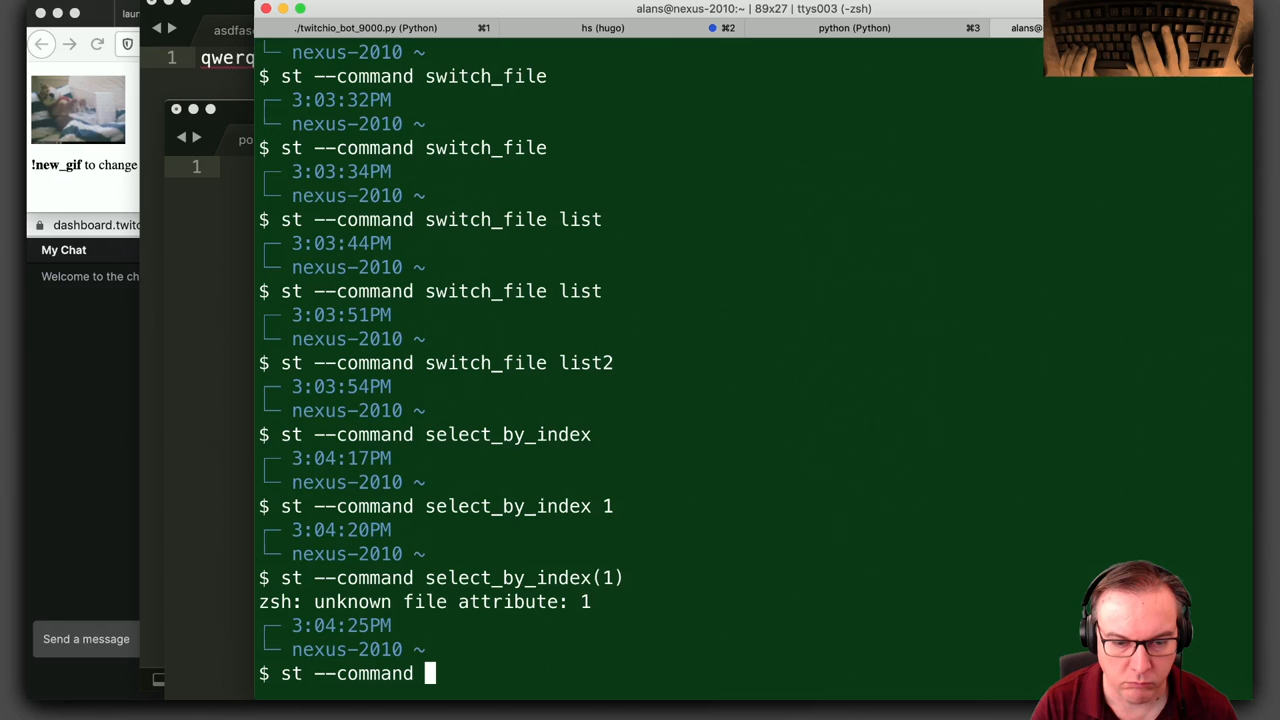 alans@nexus-2010:~ | 89x27 | ttys003 (-zsh)
./twitchio_bot_9000.py (Python) ⌘1
hs (hugo) ⌘2
python (Python) ⌘3
alans@
1 qwerq
1
!new_gif to change
dashboard.twitc
My Chat
Welcome to the ch
Send a message
nexus-2010 ~
$ st --command switch_file
3:03:32PM
nexus-2010 ~
$ st --command switch_file
3:03:34PM
nexus-2010 ~
$ st --command switch_file list
3:03:44PM
nexus-2010 ~
$ st --command switch_file list
3:03:51PM
nexus-2010 ~
$ st --command switch_file list2
3:03:54PM
nexus-2010 ~
$ st --command select_by_index
3:04:17PM
nexus-2010 ~
$ st --command select_by_index 1
3:04:20PM
nexus-2010 ~
$ st --command select_by_index(1)
zsh: unknown file attribute: 1
3:04:25PM
nexus-2010 ~
$ st --command